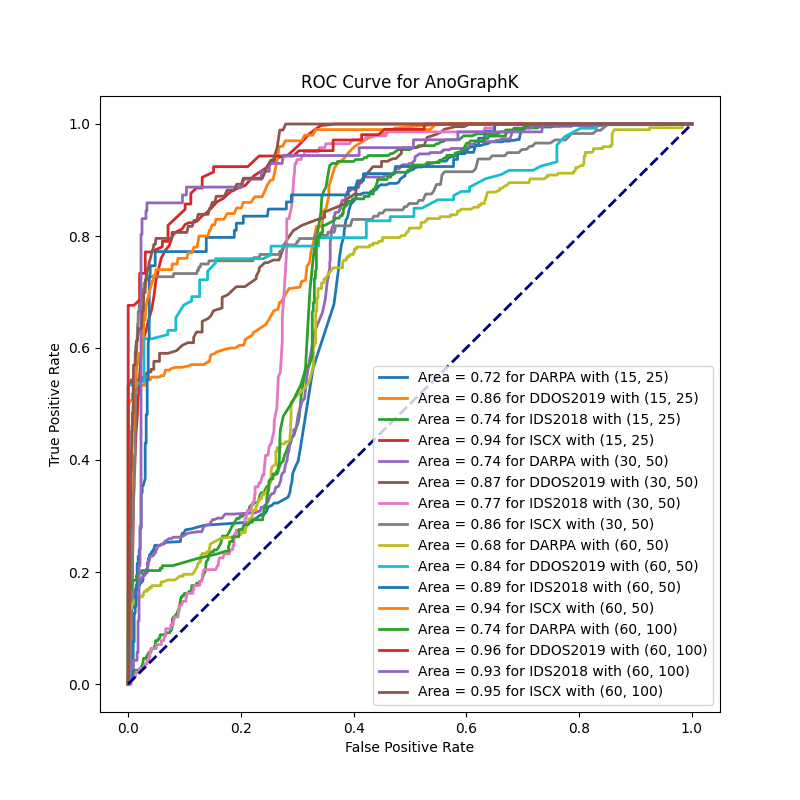 ROC Curve for AnoGraphK
True Positive Rate
1.0
0.8
0.6
0.4
0.2
0.0
Area = 0.72 for DARPA with (15, 25)
Area = 0.86 for DDOS2019 with (15, 25)
Area = 0.74 for IDS2018 with (15, 25)
Area = 0.94 for ISCX with (15, 25)
Area = 0.74 for DARPA with (30, 50)
Area = 0.87 for DDOS2019 with (30, 50)
Area = 0.77 for IDS2018 with (30, 50)
Area = 0.86 for ISCX with (30, 50)
Area = 0.68 for DARPA with (60, 50)
Area = 0.84 for DDOS2019 with (60, 50)
Area = 0.89 for IDS2018 with (60, 50)
Area = 0.94 for ISCX with (60, 50)
Area = 0.74 for DARPA with (60, 100)
Area = 0.96 for DDOS2019 with (60, 100)
Area = 0.93 for IDS2018 with (60, 100)
Area = 0.95 for ISCX with (60, 100)
0.0 0.2 0.4 0.6 0.8 1.0
False Positive Rate